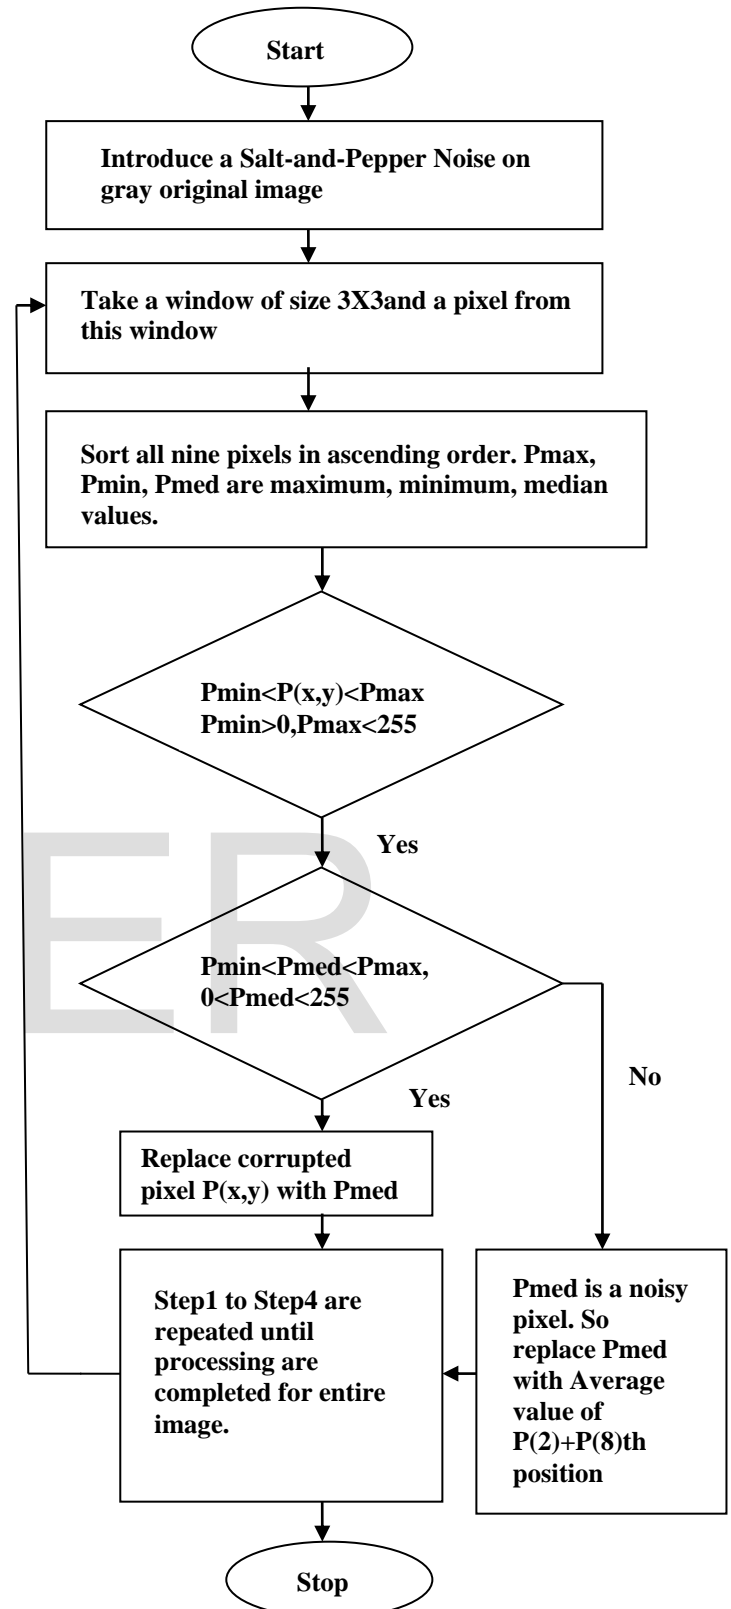 Start
Introduce a Salt-and-Pepper Noise on
gray original image
Take a window of size 3X3and a pixel from
this window
Sort all nine pixels in ascending order. Pmax,
Pmin, Pmed are maximum, minimum, median
values.
Pmin<P(x,y)<Pmax
Pmin>0,Pmax<255
Yes
ER
Pmin<Pmed<Pmax,
0<Pmed<255
No
Yes
Replace corrupted
pixel P(x,y) with Pmed
Step1 to Step4 are
repeated until
processing are
completed for entire
image.
Pmed is a noisy
pixel. So
replace Pmed
with Average
value of
P(2)+P(8)th
position
Stop